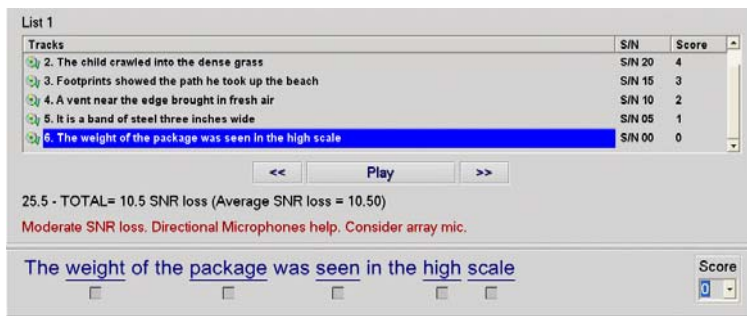 List 1
Tracks S/N Score
2. The child crawled into the dense grass S/N 20 4
3. Footprints showed the path he took up the beach S/N 15 3
4. A vent near the edge brought in fresh air S/N 10 2
5. It is a band of steel three inches wide S/N 05 1
6. The weight of the package was seen in the high scale S/N 00 0
<< Play >>
25.5 - TOTAL= 10.5 SNR loss (Average SNR loss = 10.50)
Moderate SNR loss. Directional Microphones help. Consider array mic.
The weight of the package was seen in the high scale
Score
0